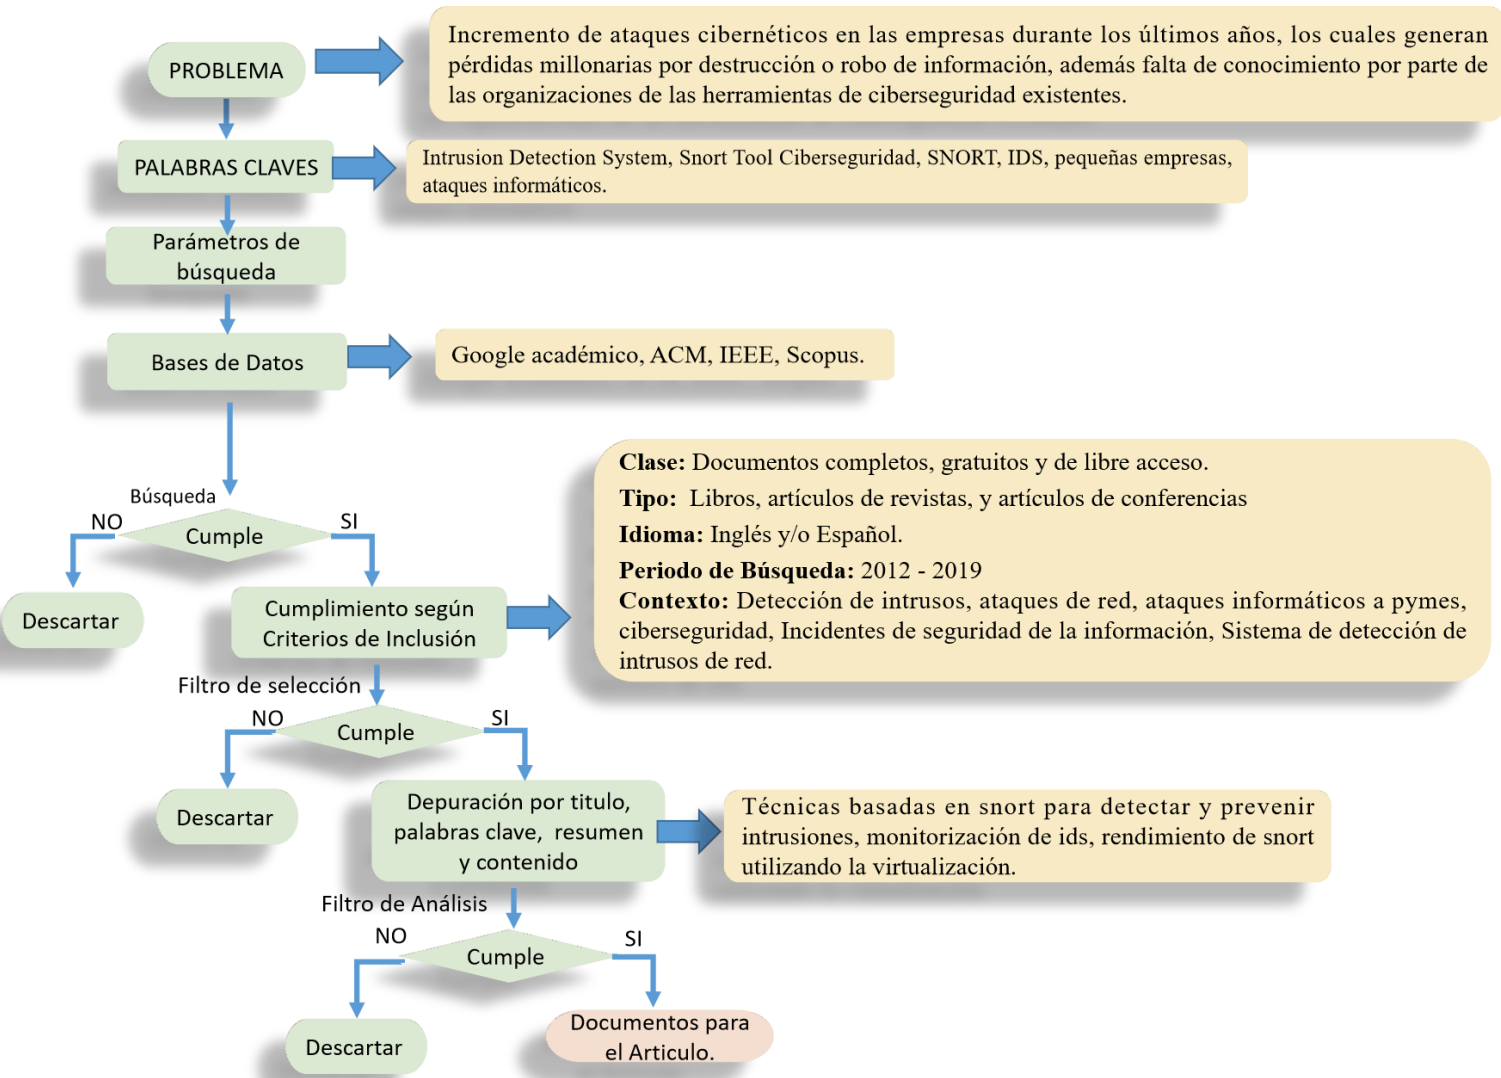 PROBLEMA
Incremento de ataques cibernéticos en las empresas durante los últimos años, los cuales generan
pérdidas millonarias por destrucción o robo de información, además falta de conocimiento por parte de
las organizaciones de las herramientas de ciberseguridad existentes.
PALABRAS CLAVES
Intrusion Detection System, Snort Tool Ciberseguridad, SNORT, IDS, pequeñas empresas,
ataques informáticos.
Parámetros de
búsqueda
Bases de Datos
Google académico, ACM, IEEE, Scopus.
Búsqueda
NO
Cumple
SI
Descartar
Cumplimiento según
Criterios de Inclusión
Clase: Documentos completos, gratuitos y de libre acceso.
Tipo: Libros, artículos de revistas, y artículos de conferencias
Idioma: Inglés y/o Español.
Periodo de Búsqueda: 2012 - 2019
Contexto: Detección de intrusos, ataques de red, ataques informáticos a pymes,
ciberseguridad, Incidentes de seguridad de la información, Sistema de detección de
intrusos de red.
Filtro de selección
NO
Cumple
SI
Descartar
Depuración por titulo,
palabras clave, resumen
y contenido
Técnicas basadas en snort para detectar y prevenir
intrusiones, monitorización de ids, rendimiento de snort
utilizando la virtualización.
Filtro de Análisis
NO
Cumple
SI
Descartar
Documentos para
el Articulo.